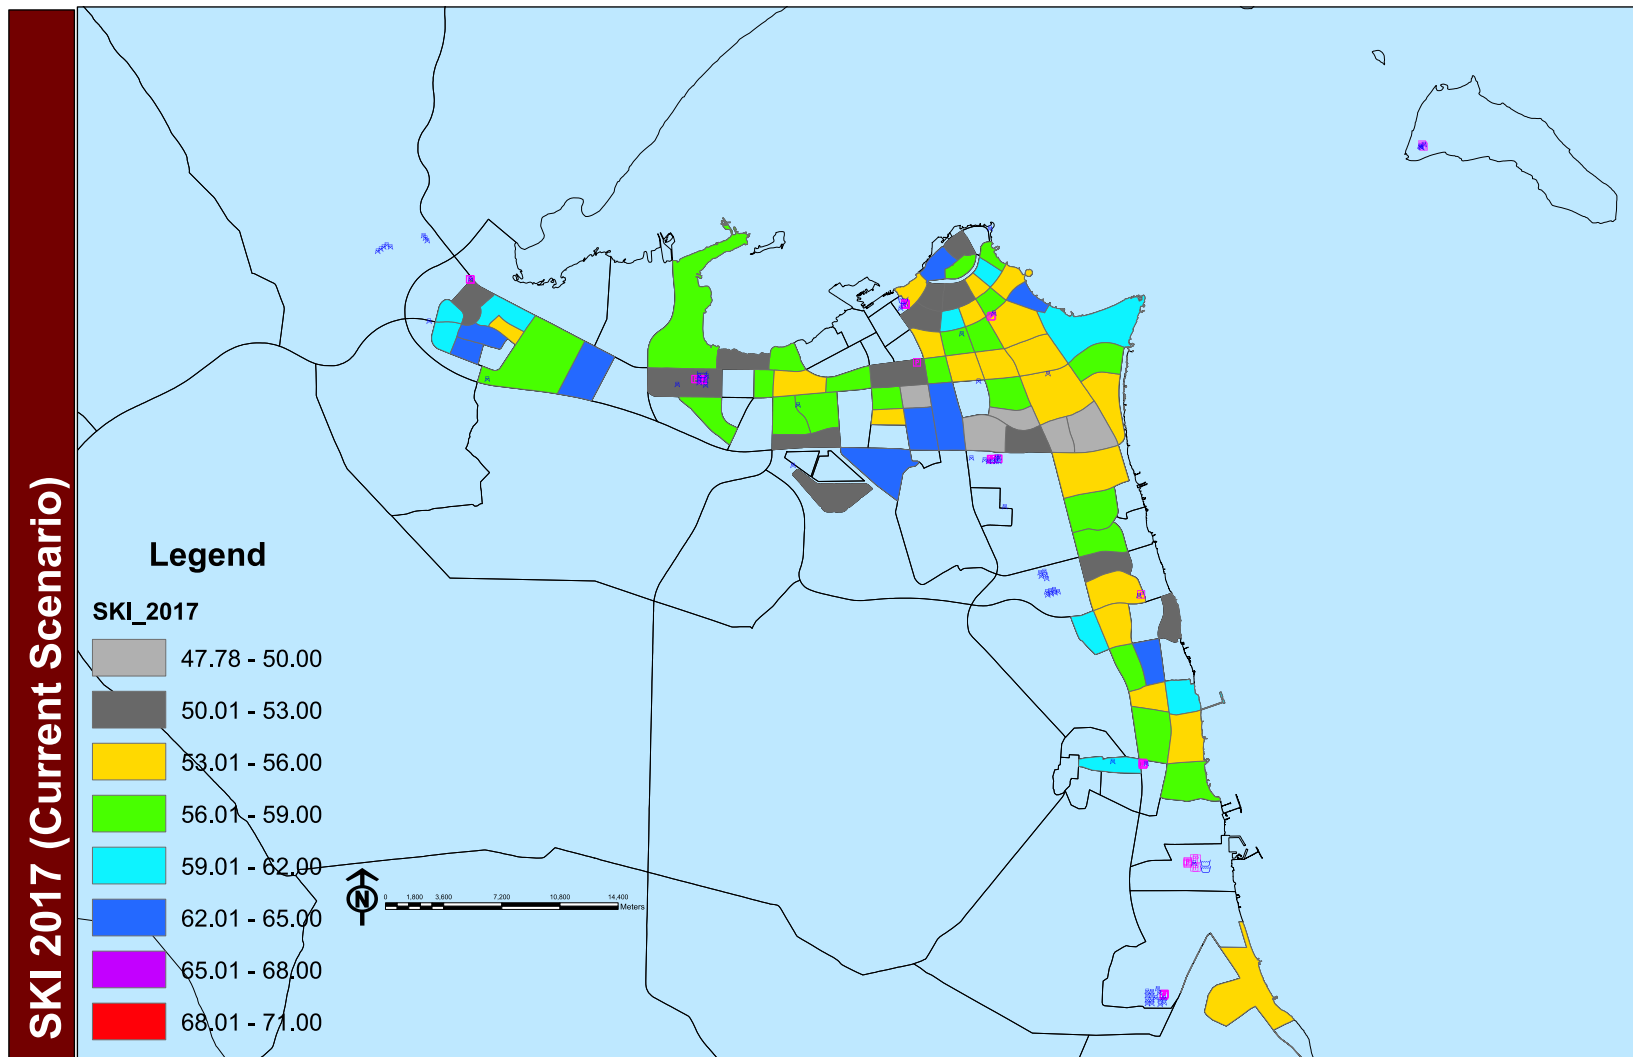 SKI 2017 (Current Scenario)
Legend
SKI_2017
47.78 - 50.00
50.01 - 53.00
53.01 - 56.00
56.01 - 59.00
59.01 - 62.00
62.01 - 65.00
65.01 - 68.00
68.01 - 71.00
N
0 1,800 3,600 7,200 10,800 14,400
Meters